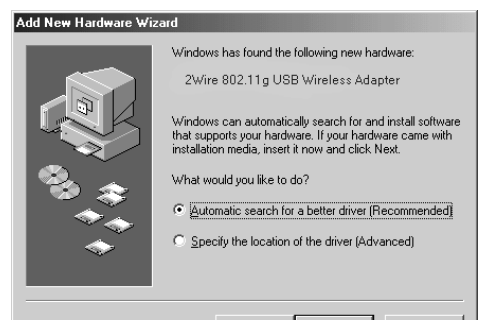 Add New Hardware Wizard
Windows has found the following new hardware:
2Wire 802.11g USB Wireless Adapter
Windows can automatically search for and install software
that supports your hardware. If your hardware came with
installation media, insert it now and click Next.
What would you like to do?
Automatic search for a better driver (Recommended)
Specify the location of the driver (Advanced)